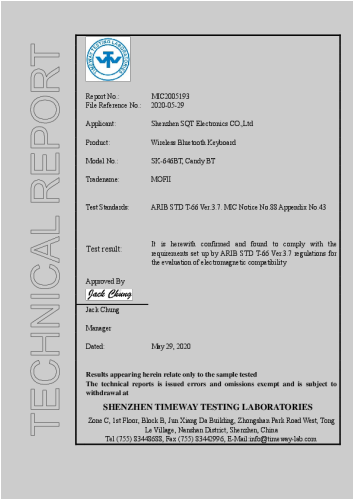 TECHNICAL REPORT
TIMEWAY TESTING LABORATORIES
Report No.: MIC2005193
File Reference No.: 2020-05-29
Applicant: Shenzhen SQT Electronics CO.,Ltd
Product: Wireless Bluetooth Keyboard
Model No.: SK-646BT, Candy BT
Tradename: MOFII
Test Standards: ARIB STD T-66 Ver.3.7. MIC Notice No.88 Appendix No.43
Test result: It is herewith confirmed and found to comply with the
requirements set up by ARIB STD T-66 Ver.3.7 regulations for
the evaluation of electromagnetic compatibility
Approved By
Jack Chung
Jack Chung
Manager
Dated: May 29, 2020
Results appearing herein relate only to the sample tested
The technical reports is issued errors and omissions exempt and is subject to
withdrawal at
SHENZHEN TIMEWAY TESTING LABORATORIES
Zone C, 1st Floor, Block B, Jun Xiang Da Building, Zhongshan Park Road West, Tong
Le Village, Nanshan District, Shenzhen, China
Tel (755) 83448688, Fax (755) 83442996, E-Mail:info@timeway-lab.com